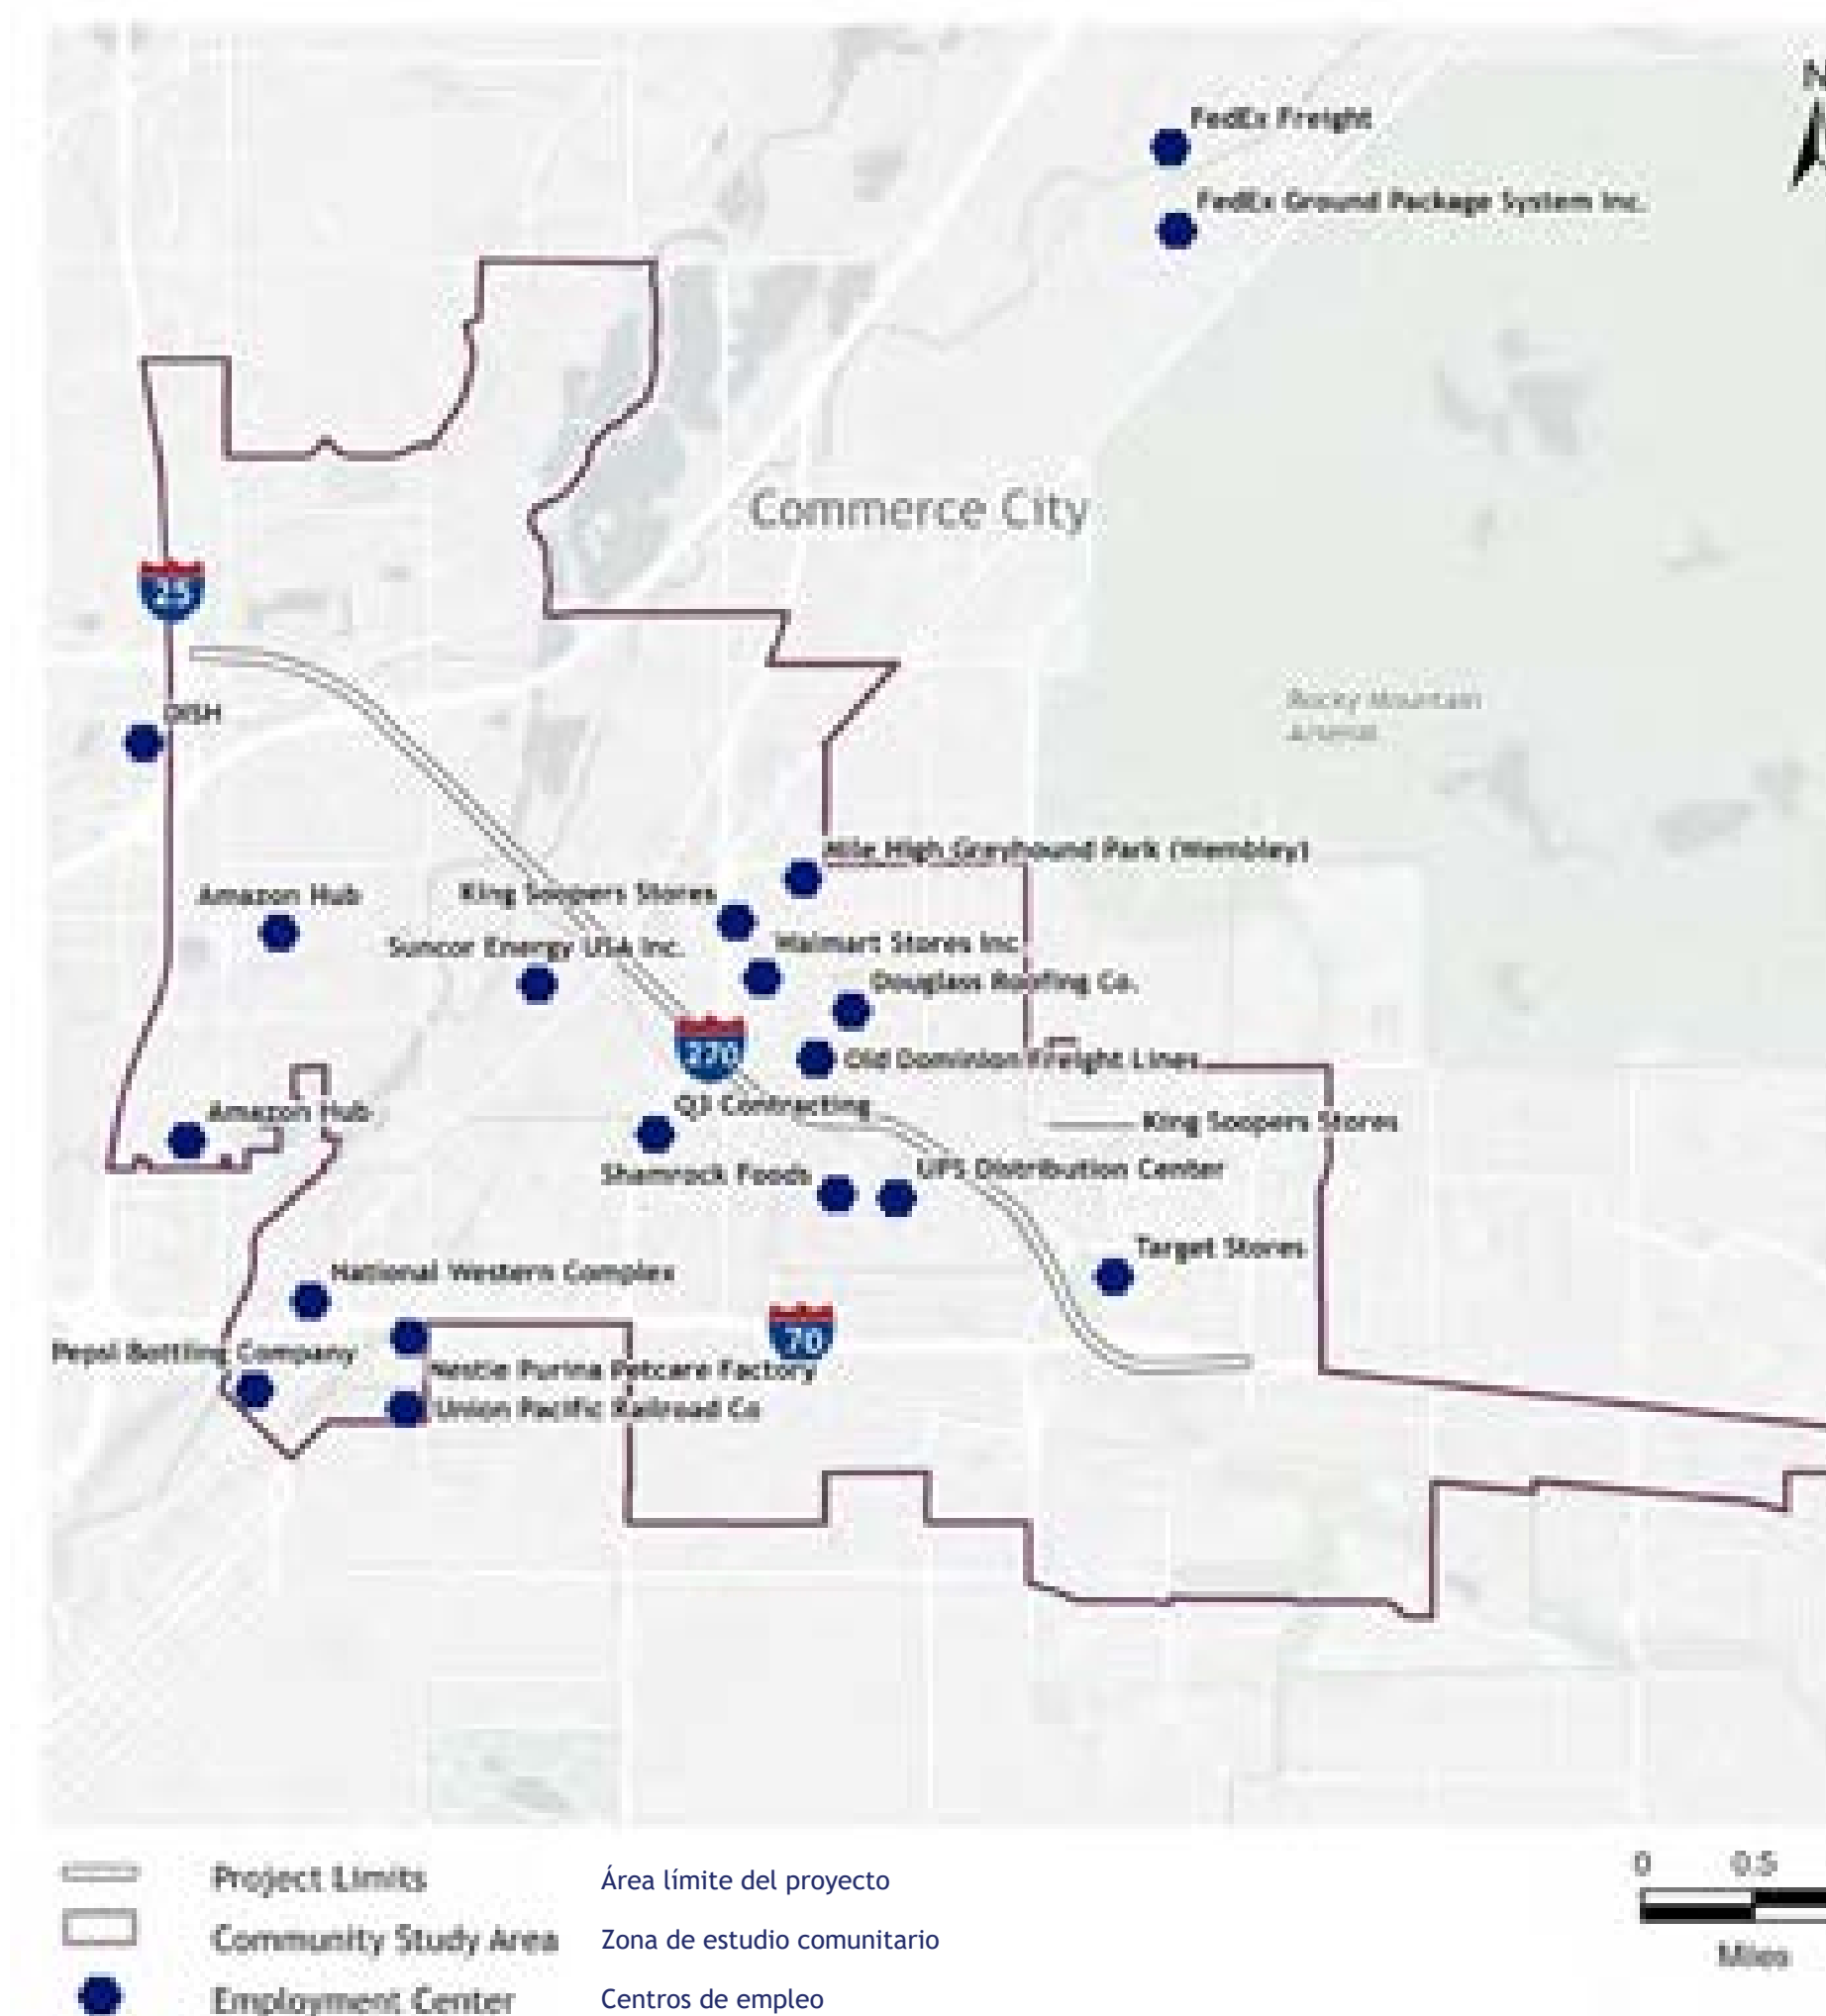 N
FedEx Freight
FedEx Ground Package System Inc.
Commerce City
25
Rocky Mountain
Arsenal
DISH
Mile High Greyhound Park (Wembley)
King Soopers Stores
Amazon Hub
Walmart Stores Inc
Suncor Energy USA Inc.
Douglass Roofing Co.
270
Old Dominion Freight Lines
Q3 Contracting
Amazon Hub
King Soopers Stores
Shamrock Foods
UPS Distribution Center
Target Stores
National Western Complex
70
Pepsi Bottling Company
Nestle Purina Petcare Factory
Union Pacific Railroad Co
Project Limits Área límite del proyecto
Community Study Area Zona de estudio comunitario
Employment Center Centros de empleo
0 0.5
Miles